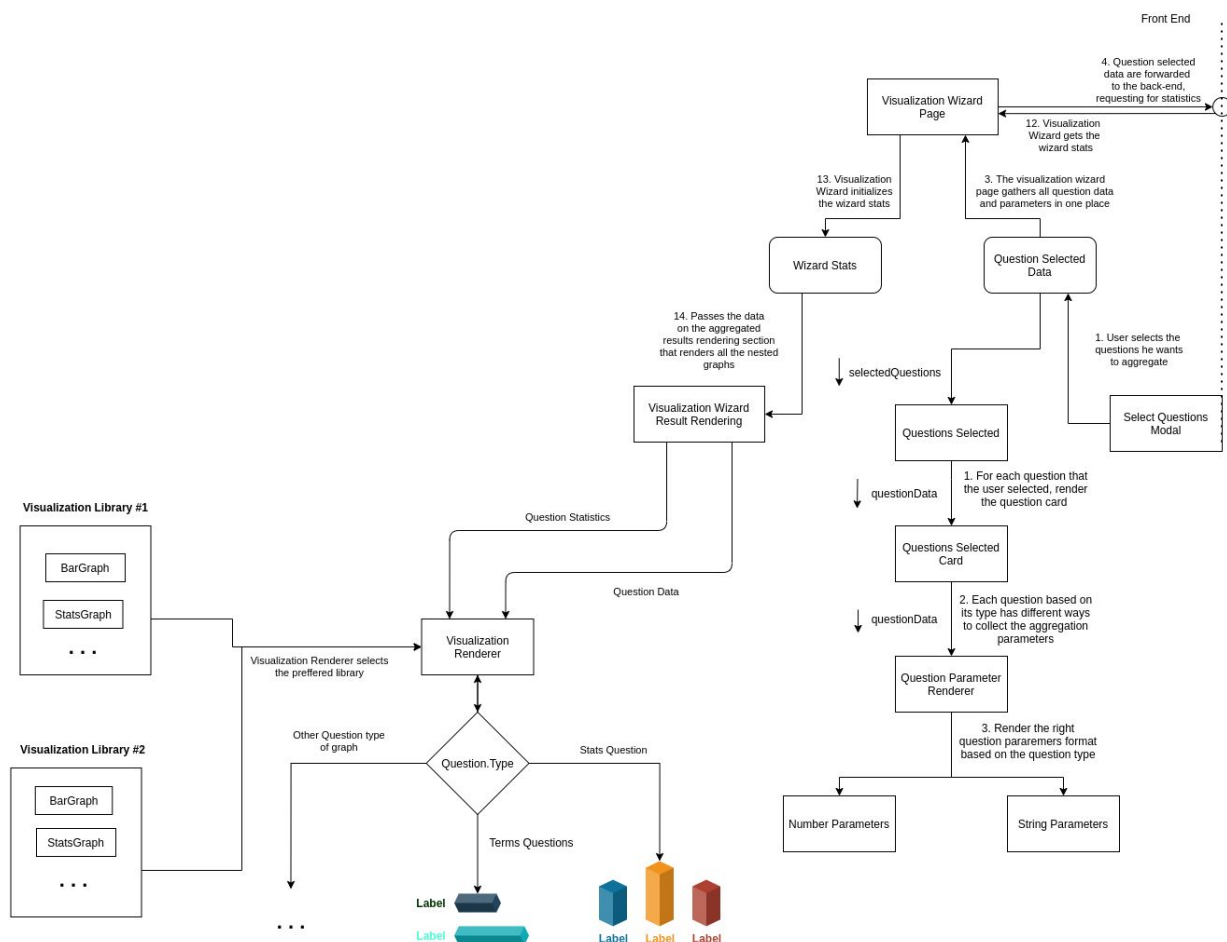 Front End
4. Question selected
data are forwarded
to the back-end,
requesting for statistics
Visualization Wizard
Page
12. Visualization
Wizard gets the
wizard stats
13. Visualization
Wizard initializes
the wizard stats
3. The visualization wizard
page gathers all question data
and parameters in one place
Wizard Stats
Question Selected
Data
14. Passes the data
on the aggregated
results rendering section
that renders all the nested
graphs
1. User selects the
questions he wants
to aggregate
selectedQuestions
Visualization Wizard
Result Rendering
Questions Selected
Select Questions
Modal
questionData
1. For each question that
the user selected, render
the question card
Visualization Library #1
BarGraph
StatsGraph
. . .
Question Statistics
Question Data
Questions Selected
Card
questionData
2. Each question based on
its type has different ways
to collect the aggregation
parameters
Visualization
Renderer
Visualization Renderer selects
the preffered library
Question Parameter
Renderer
3. Render the right
question pararemers format
based on the question type
Visualization Library #2
BarGraph
StatsGraph
. . .
Other Question type
of graph
Question.Type
Stats Question
Number Parameters
String Parameters
Terms Questions
. . .
Label
Label
Label
Label
Label